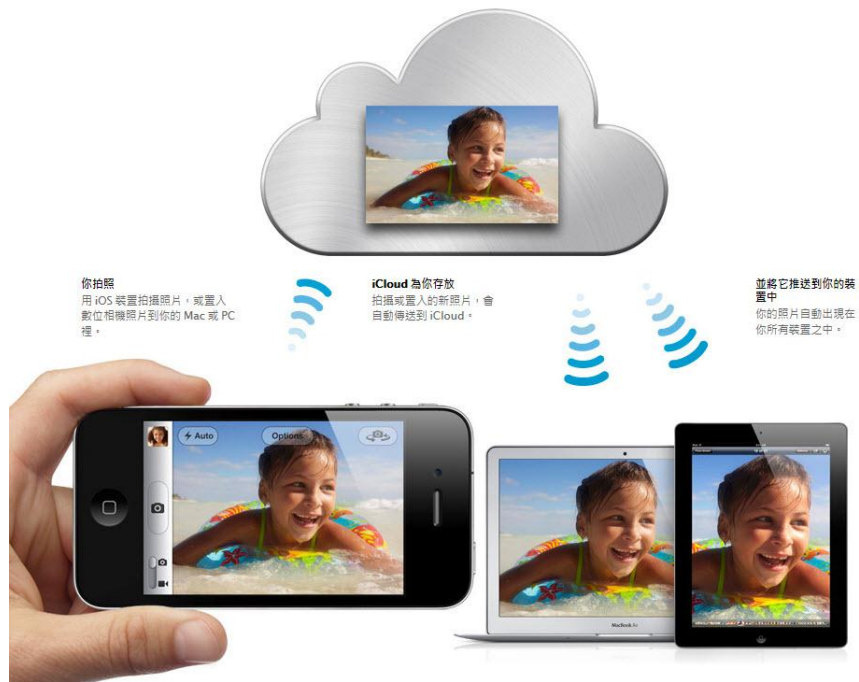 你拍照
用 iOS 裝置拍攝照片，或置入
數位相機照片到你的 Mac 或 PC
裡。
iCloud 為你存放
拍攝或置入的新照片，會
自動傳送到 iCloud。
並將它推送到你的裝
置中
你的照片自動出現在
你所有裝置之中。
Auto
Options
MacBook Air